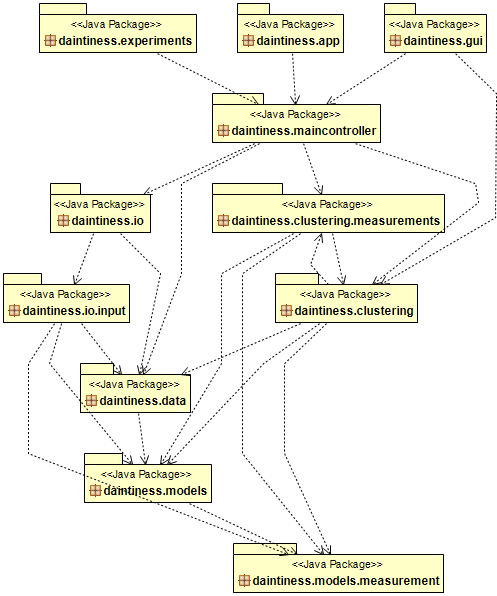 <<Java Package>>
daintiness.experiments
<<Java Package>>
daintiness.app
<<Java Package>>
daintiness.gui
<<Java Package>>
daintiness.maincontroller
<<Java Package>>
daintiness.io
<<Java Package>>
daintiness.clustering.measurements
<<Java Package>>
daintiness.io.input
<<Java Package>>
daintiness.clustering
<<Java Package>>
daintiness.data
<<Java Package>>
daintiness.models
<<Java Package>>
daintiness.models.measurement